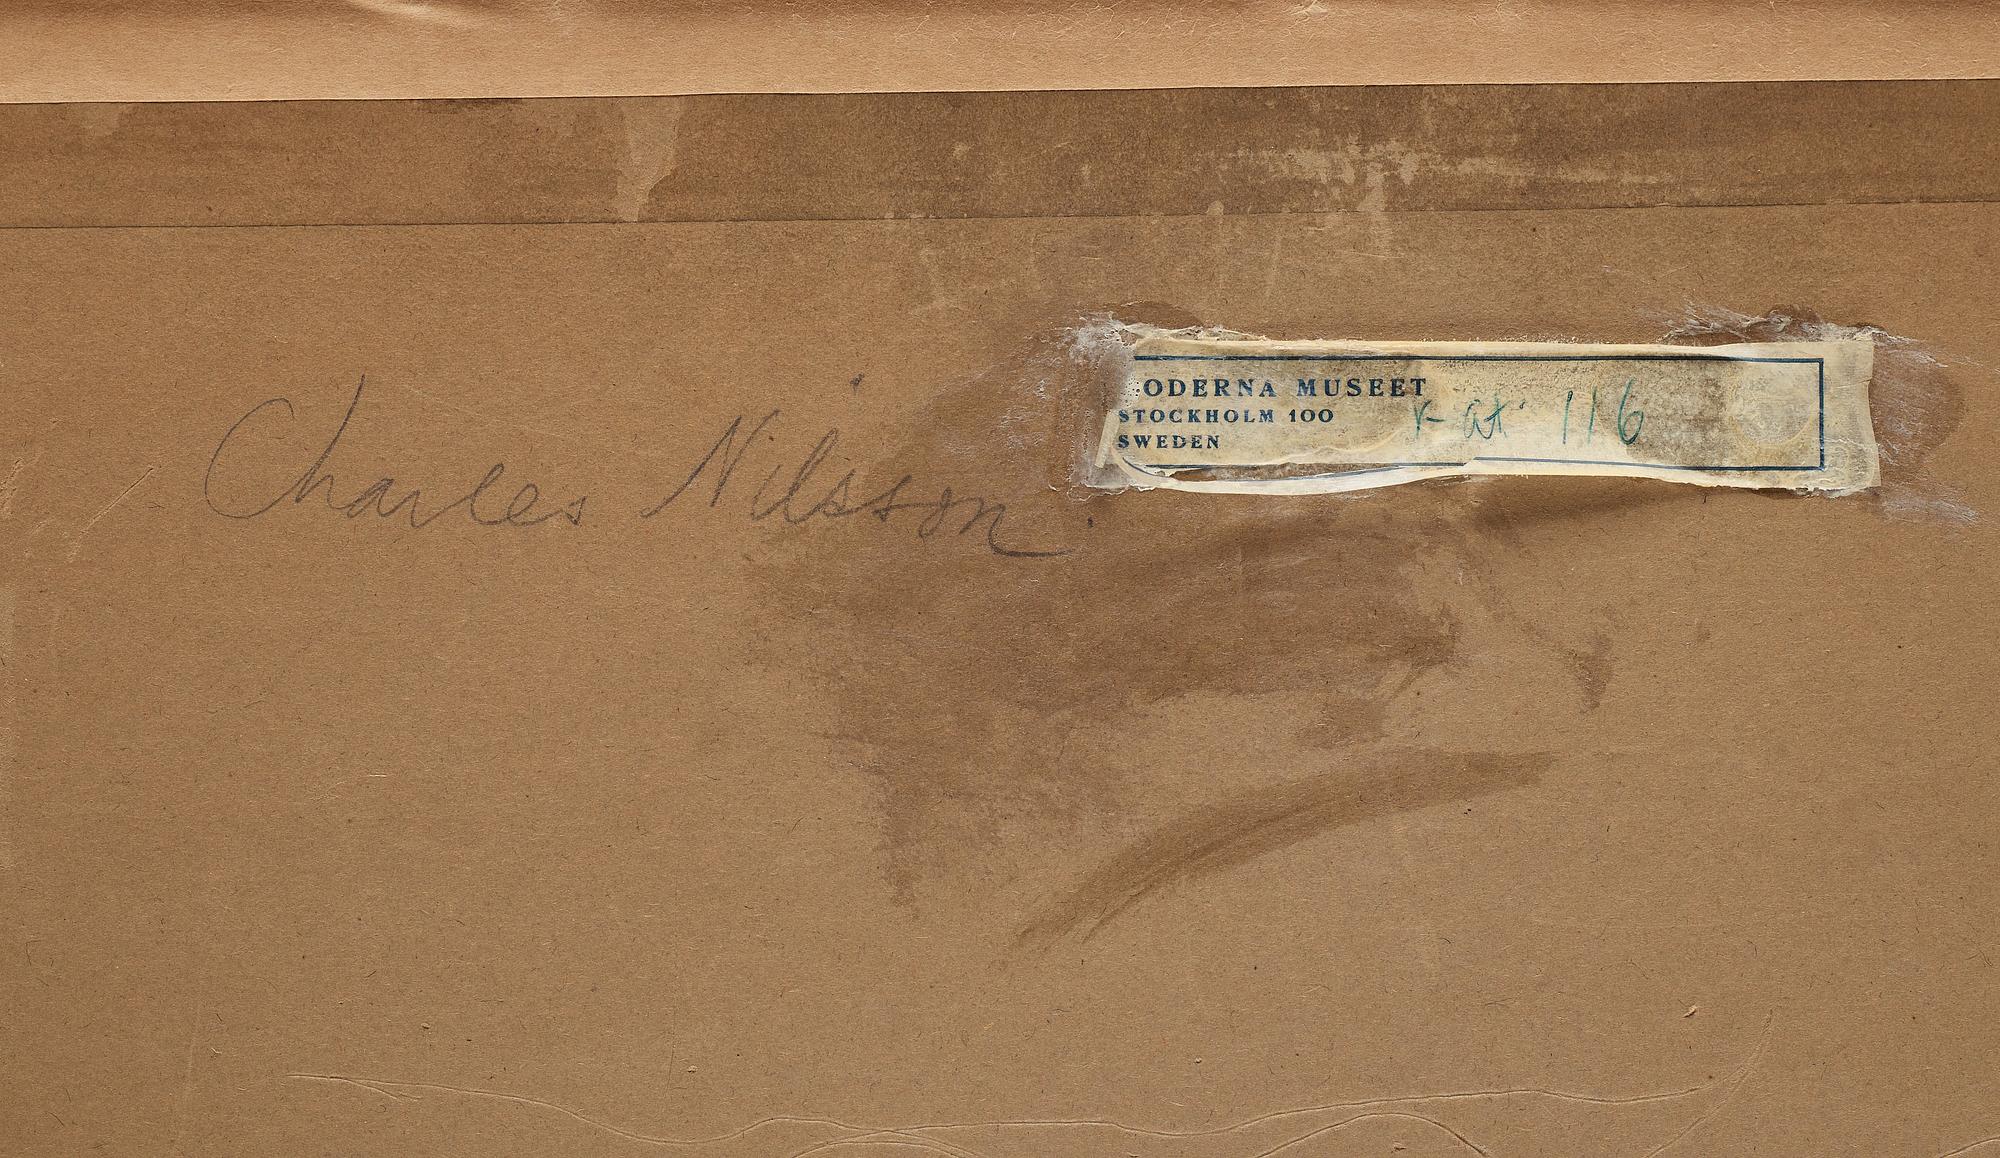 ODERNA MUSEET
STOCKHOLM 100
SWEDEN
Kat 116
Charles Nilsson